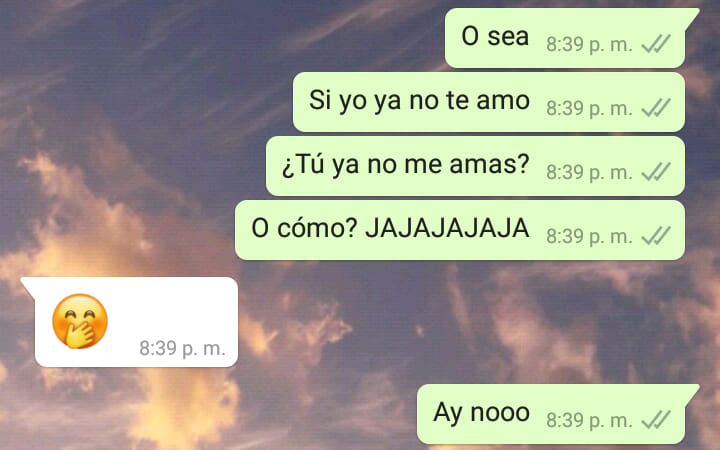 O sea 8:39 p. m.
Si yo ya no te amo 8:39 p. m.
¿Tú ya no me amas? 8:39 p. m.
O cómo? JAJAJAJAJA 8:39 p. m.
🤭
8:39 p. m.
Ay nooo 8:39 p. m.